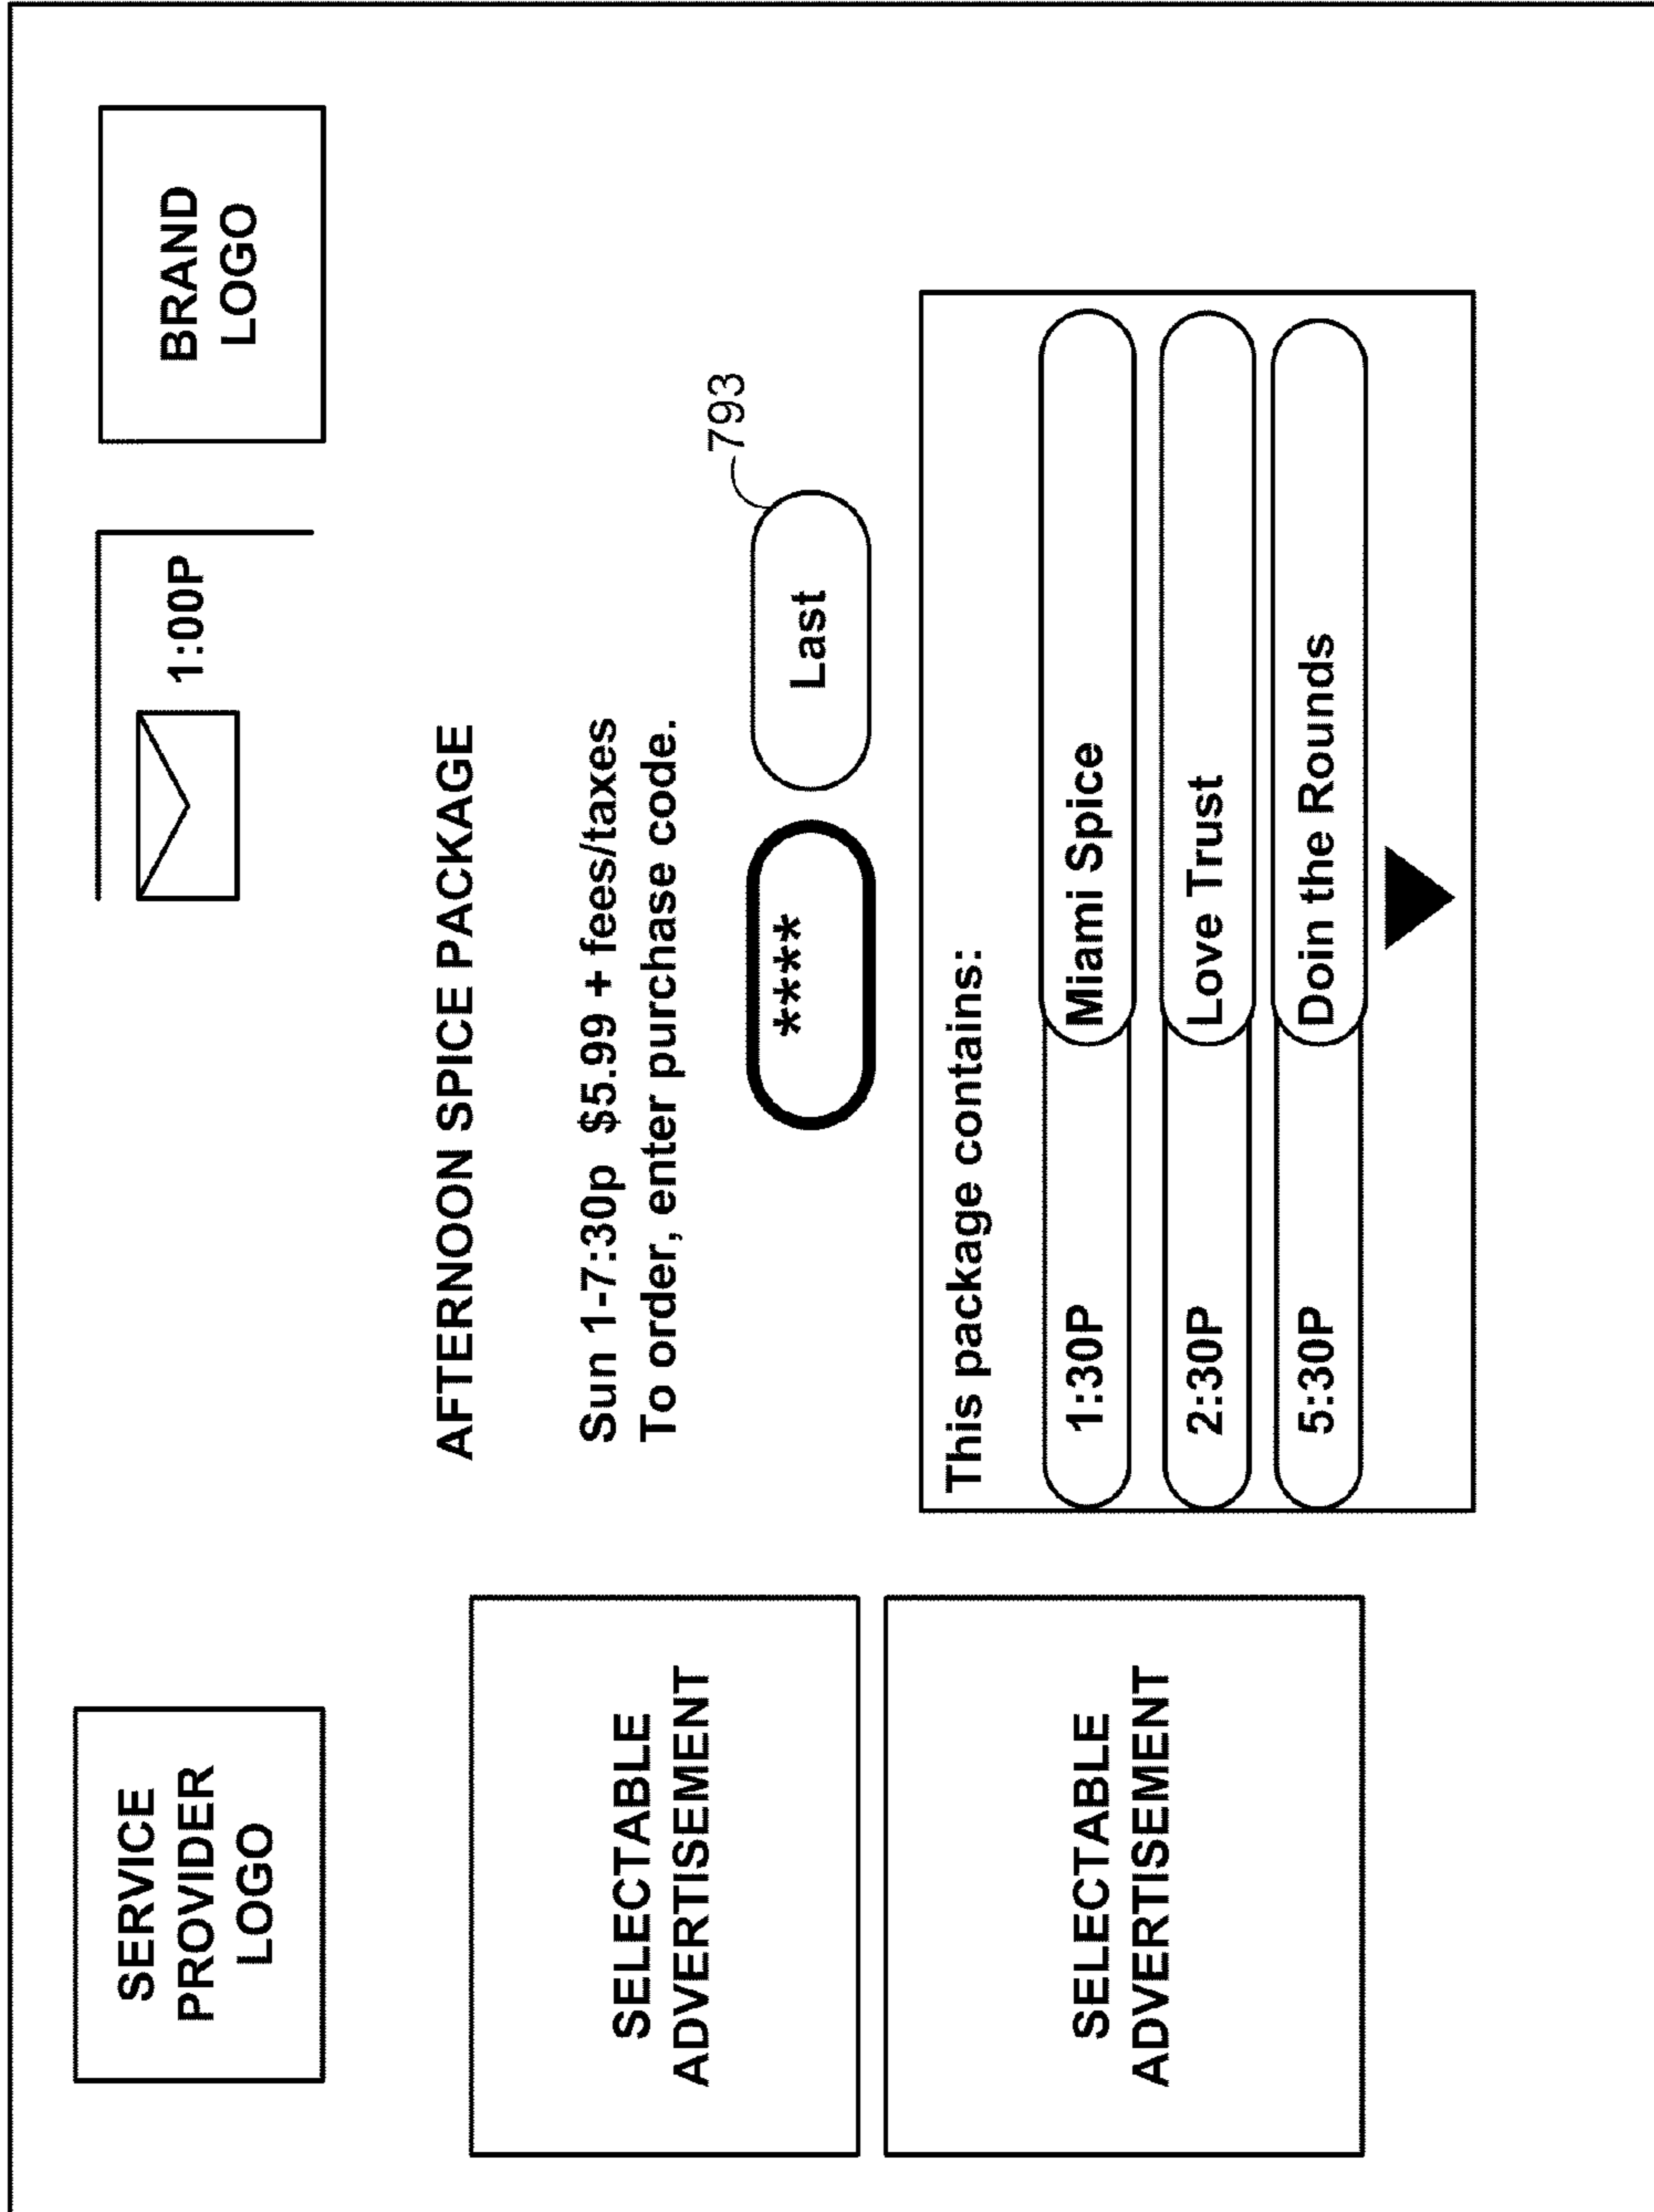 SERVICE
PROVIDER
LOGO
1:00P
BRAND
LOGO
SELECTABLE
ADVERTISEMENT
SELECTABLE
ADVERTISEMENT
AFTERNOON SPICE PACKAGE
Sun 1-7:30p $5.99 + fees/taxes
To order, enter purchase code.
****
Last
793
This package contains:
1:30P Miami Spice
2:30P Love Trust
5:30P Doin the Rounds